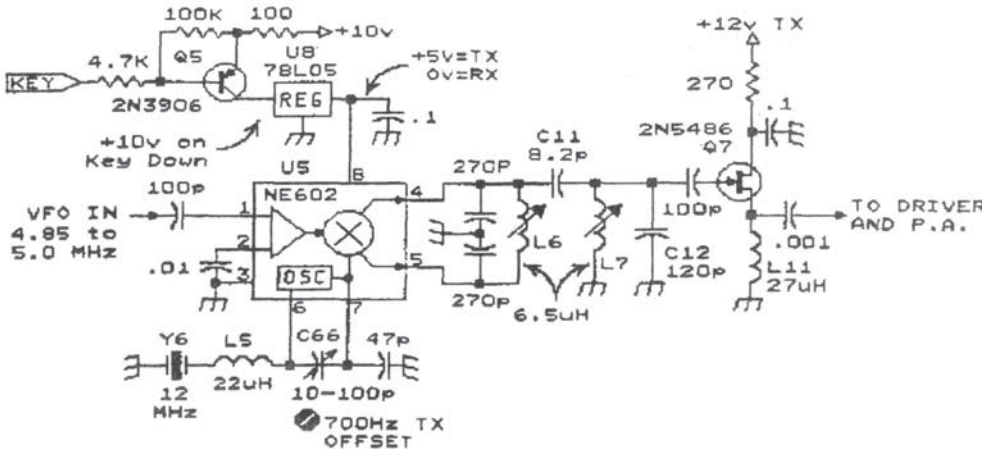 100K
100
+10v
Q5
U8
78L05
4.7K
KEY
REG
2N3906
+5v=TX
0v=RX
.1
+10v on
Key Down
+12v TX
270
.1
2N5486
Q7
C11
8.2p
270P
U5
NE602
8
4
100p
1
VFO IN
4.85 to
5.0 MHz
2
.01
3
OSC
5
6
7
L6
L7
270p
6.5uH
100p
C12
120p
.001
TO DRIVER
AND P.A.
L11
27uH
Y6
12
MHz
L5
22uH
C66
10-100p
47p
700Hz TX
OFFSET